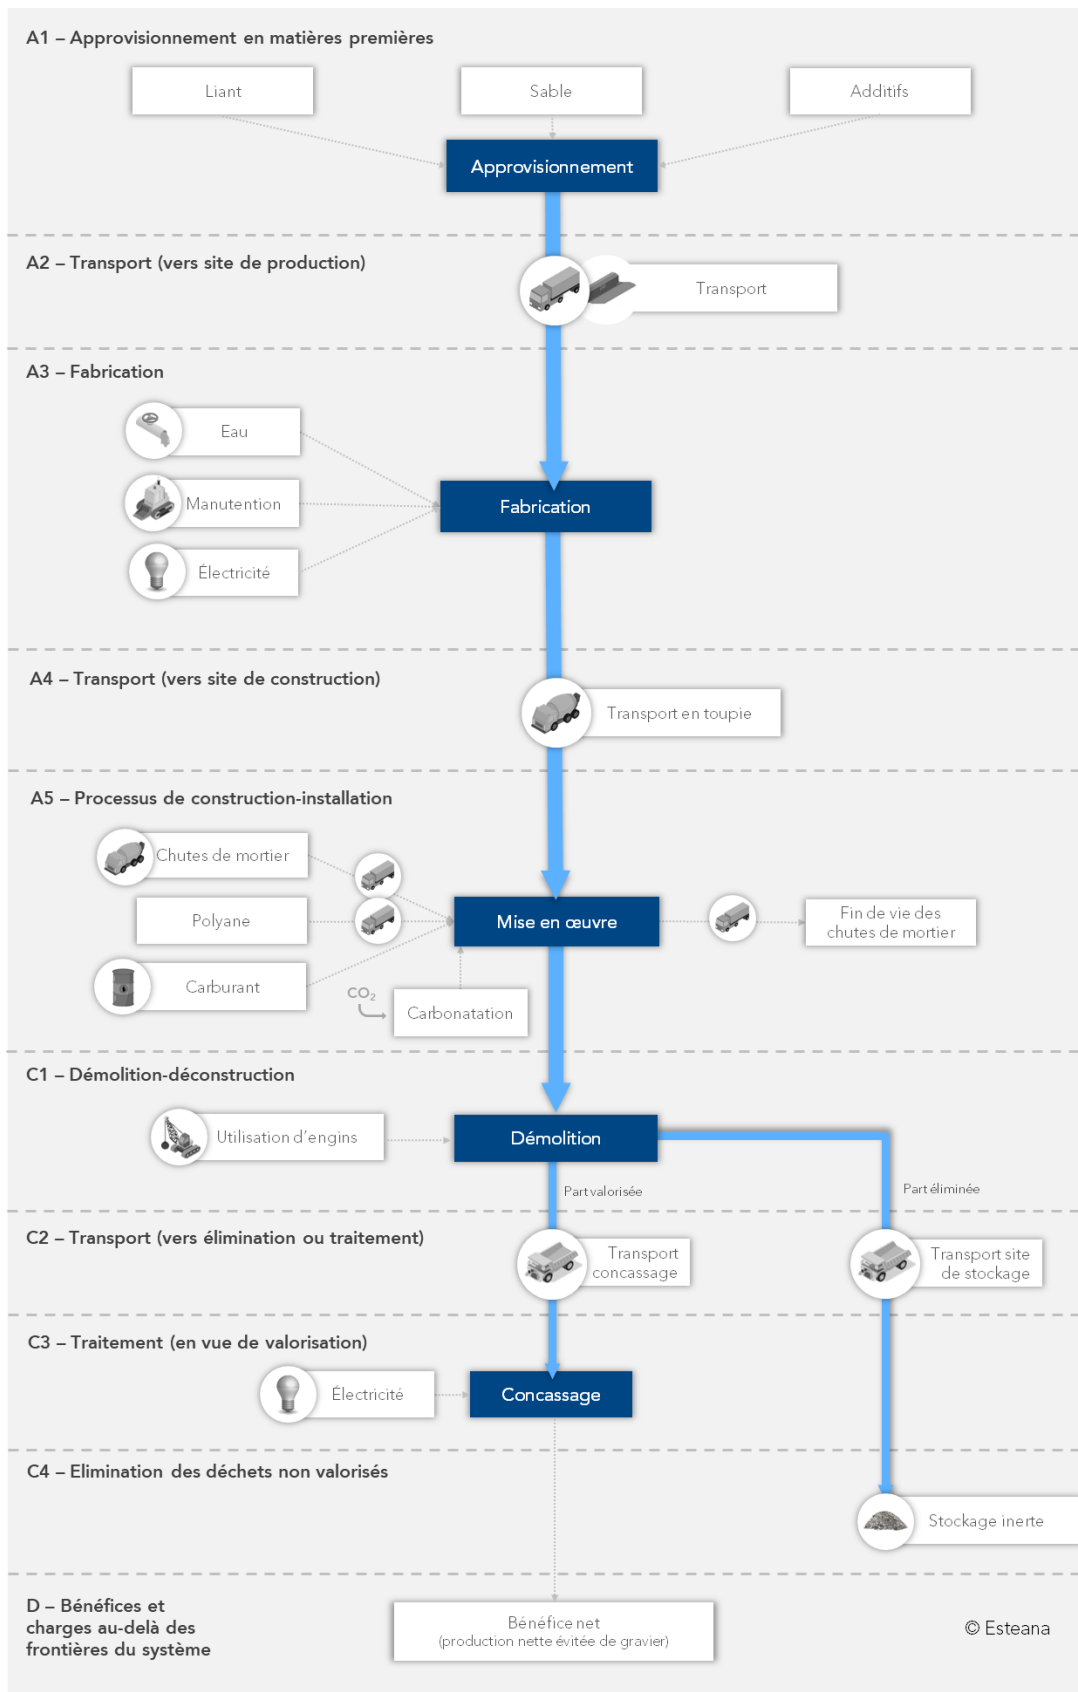 A1 – Approvisionnement en matières premières
Liant
Sable
Additifs
Approvisionnement
A2 – Transport (vers site de production)
Transport
A3 – Fabrication
Eau
Manutention
Fabrication
Électricité
A4 – Transport (vers site de construction)
Transport en toupie
A5 – Processus de construction-installation
Chutes de mortier
Polyane
Mise en œuvre
Fin de vie des
chutes de mortier
Carburant
CO₂
Carbonatation
C1 – Démolition-déconstruction
Utilisation d'engins
Démolition
Part valorisée
Part éliminée
C2 – Transport (vers élimination ou traitement)
Transport
concassage
Transport site
de stockage
C3 – Traitement (en vue de valorisation)
Électricité
Concassage
C4 – Elimination des déchets non valorisés
Stockage inerte
D – Bénéfices et
charges au-delà des
frontières du système
Bénéfice net
(production nette évitée de gravier)
© Esteana